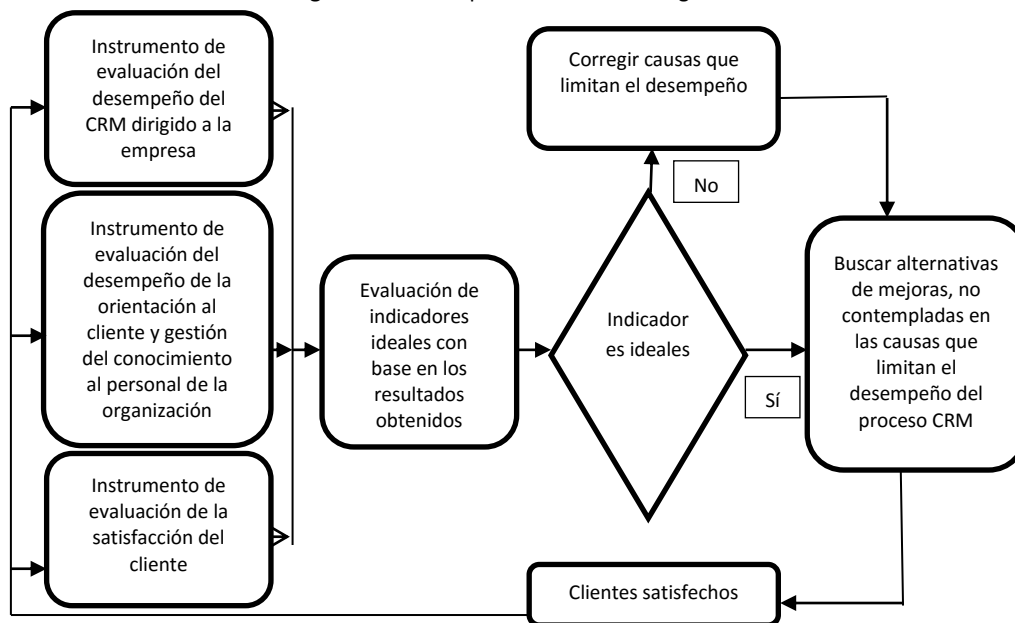 Instrumento de
evaluación del
desempeño del
CRM dirigido a la
empresa
Instrumento de
evaluación del
desempeño de la
orientación al
cliente y gestión
del conocimiento
al personal de la
organización
Instrumento de
evaluación de la
satisfacción del
cliente
Evaluación de
indicadores
ideales con
base en los
resultados
obtenidos
Indicador
es ideales
No
Corregir causas que
limitan el desempeño
Sí
Buscar alternativas
de mejoras, no
contempladas en
las causas que
limitan el
desempeño del
proceso CRM
Clientes satisfechos